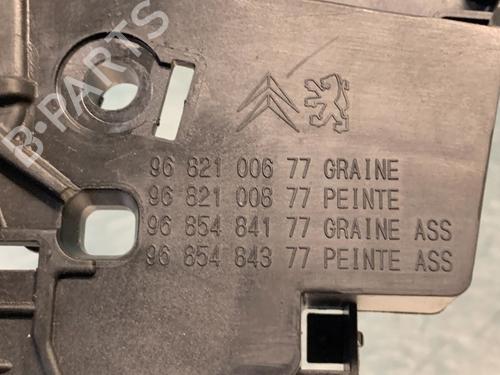 B-PARTS
96 821 006 77 GRAINE
96 821 008 77 PEINTE
96 854 841 77 GRAINE ASS
96 854 843 77 PEINTE ASS